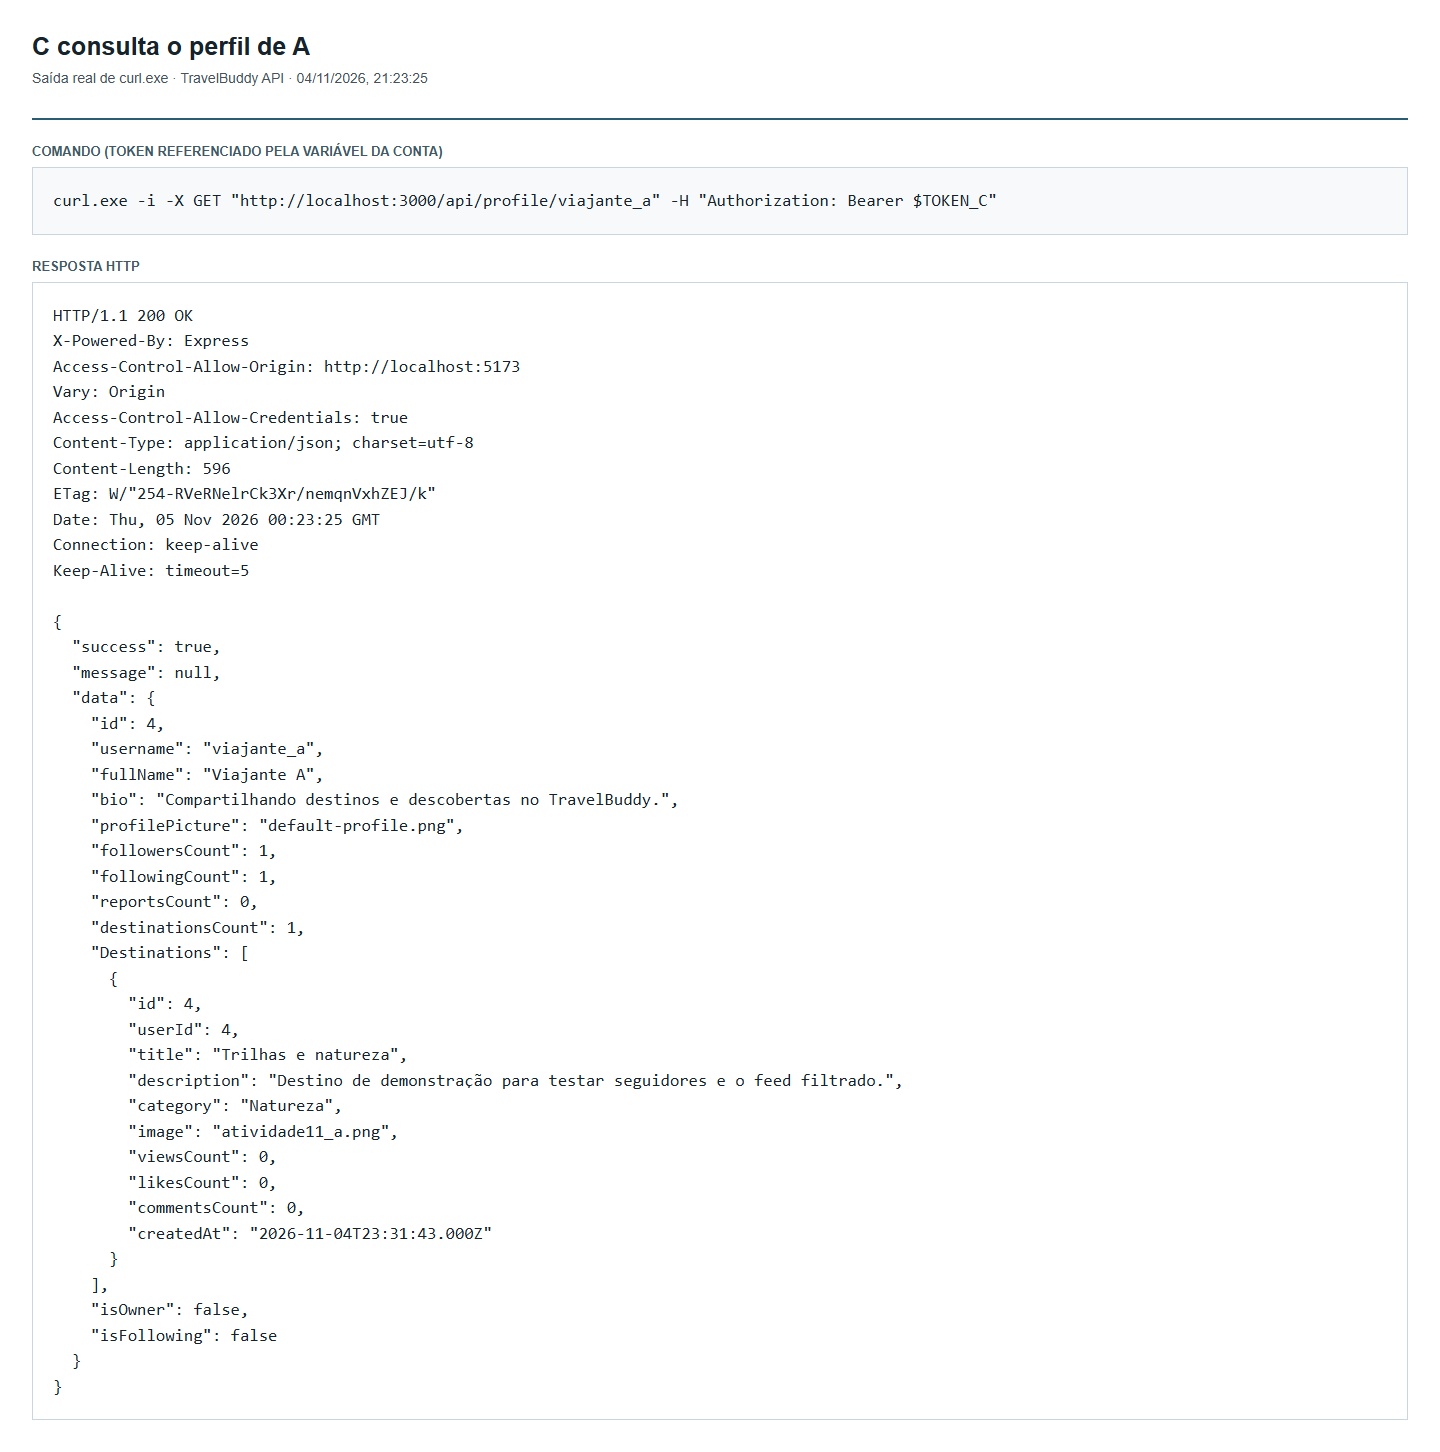 C consulta o perfil de A
Saída real de curl.exe · TravelBuddy API · 04/11/2026, 21:23:25
COMANDO (TOKEN REFERENCIADO PELA VARIÁVEL DA CONTA)
curl.exe -i -X GET "http://localhost:3000/api/profile/viajante_a" -H "Authorization: Bearer $TOKEN_C"
RESPOSTA HTTP
HTTP/1.1 200 OK
X-Powered-By: Express
Access-Control-Allow-Origin: http://localhost:5173
Vary: Origin
Access-Control-Allow-Credentials: true
Content-Type: application/json; charset=utf-8
Content-Length: 596
ETag: W/"254-RVeRNelrCk3Xr/nemqnVxhZEJ/k"
Date: Thu, 05 Nov 2026 00:23:25 GMT
Connection: keep-alive
Keep-Alive: timeout=5
{
  "success": true,
  "message": null,
  "data": {
    "id": 4,
    "username": "viajante_a",
    "fullName": "Viajante A",
    "bio": "Compartilhando destinos e descobertas no TravelBuddy.",
    "profilePicture": "default-profile.png",
    "followersCount": 1,
    "followingCount": 1,
    "reportsCount": 0,
    "destinationsCount": 1,
    "Destinations": [
      {
        "id": 4,
        "userId": 4,
        "title": "Trilhas e natureza",
        "description": "Destino de demonstração para testar seguidores e o feed filtrado.",
        "category": "Natureza",
        "image": "atividade11_a.png",
        "viewsCount": 0,
        "likesCount": 0,
        "commentsCount": 0,
        "createdAt": "2026-11-04T23:31:43.000Z"
      }
    ],
    "isOwner": false,
    "isFollowing": false
  }
}